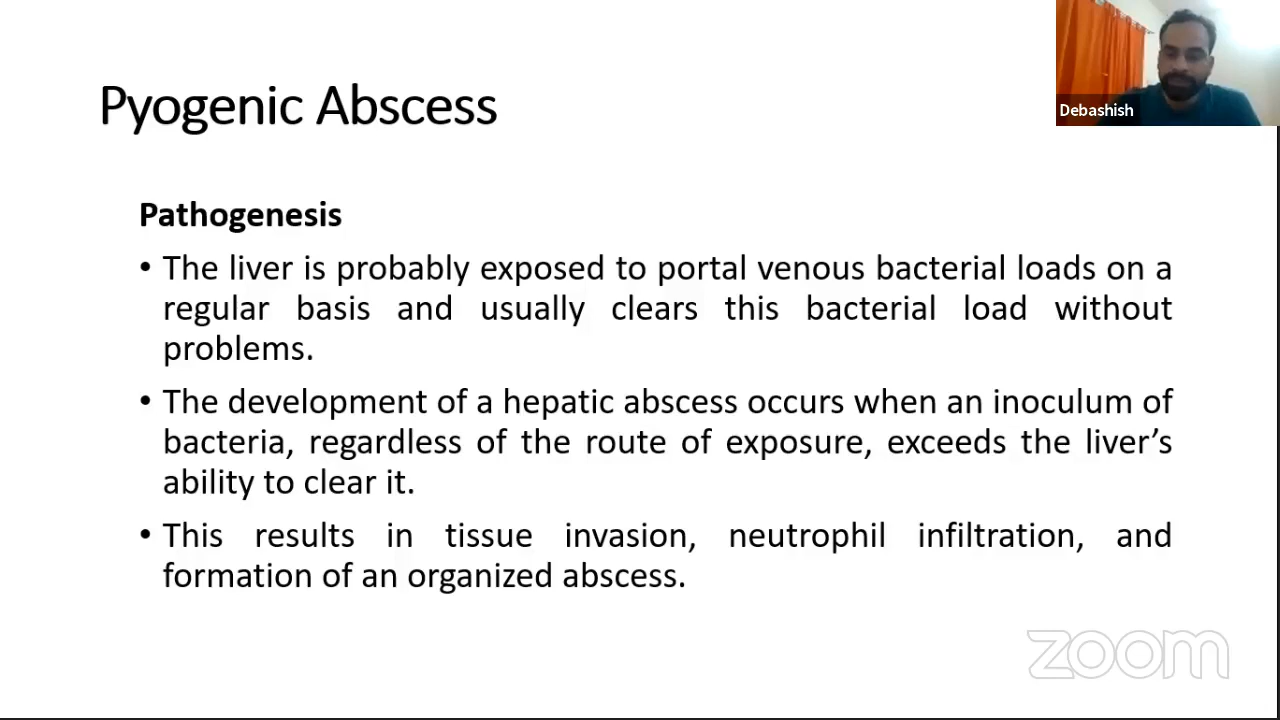 Pyogenic Abscess
Debashish
Pathogenesis
• The liver is probably exposed to portal venous bacterial loads on a
regular basis and usually clears this bacterial load without
problems.
• The development of a hepatic abscess occurs when an inoculum of
bacteria, regardless of the route of exposure, exceeds the liver’s
ability to clear it.
• This results in tissue invasion, neutrophil infiltration, and
formation of an organized abscess.
zoom